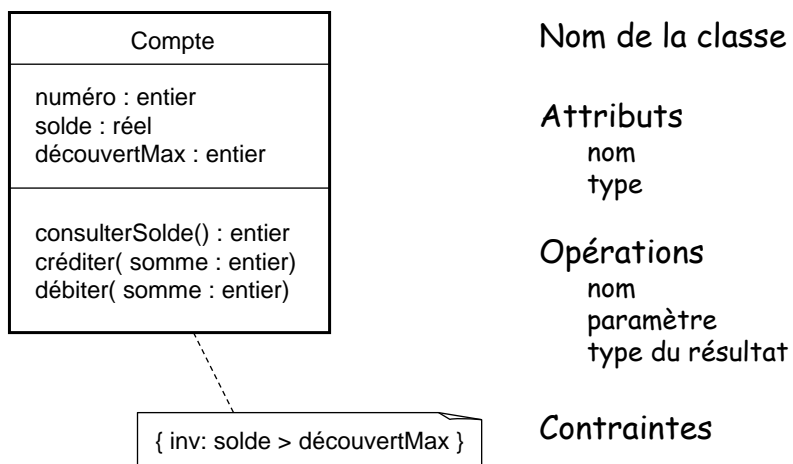 Compte
numéro : entier
solde : réel
découvertMax : entier
consulterSolde() : entier
créditer( somme : entier)
débiter( somme : entier)
{ inv: solde > découvertMax }
Nom de la classe
Attributs
nom
type
Opérations
nom
paramètre
type du résultat
Contraintes